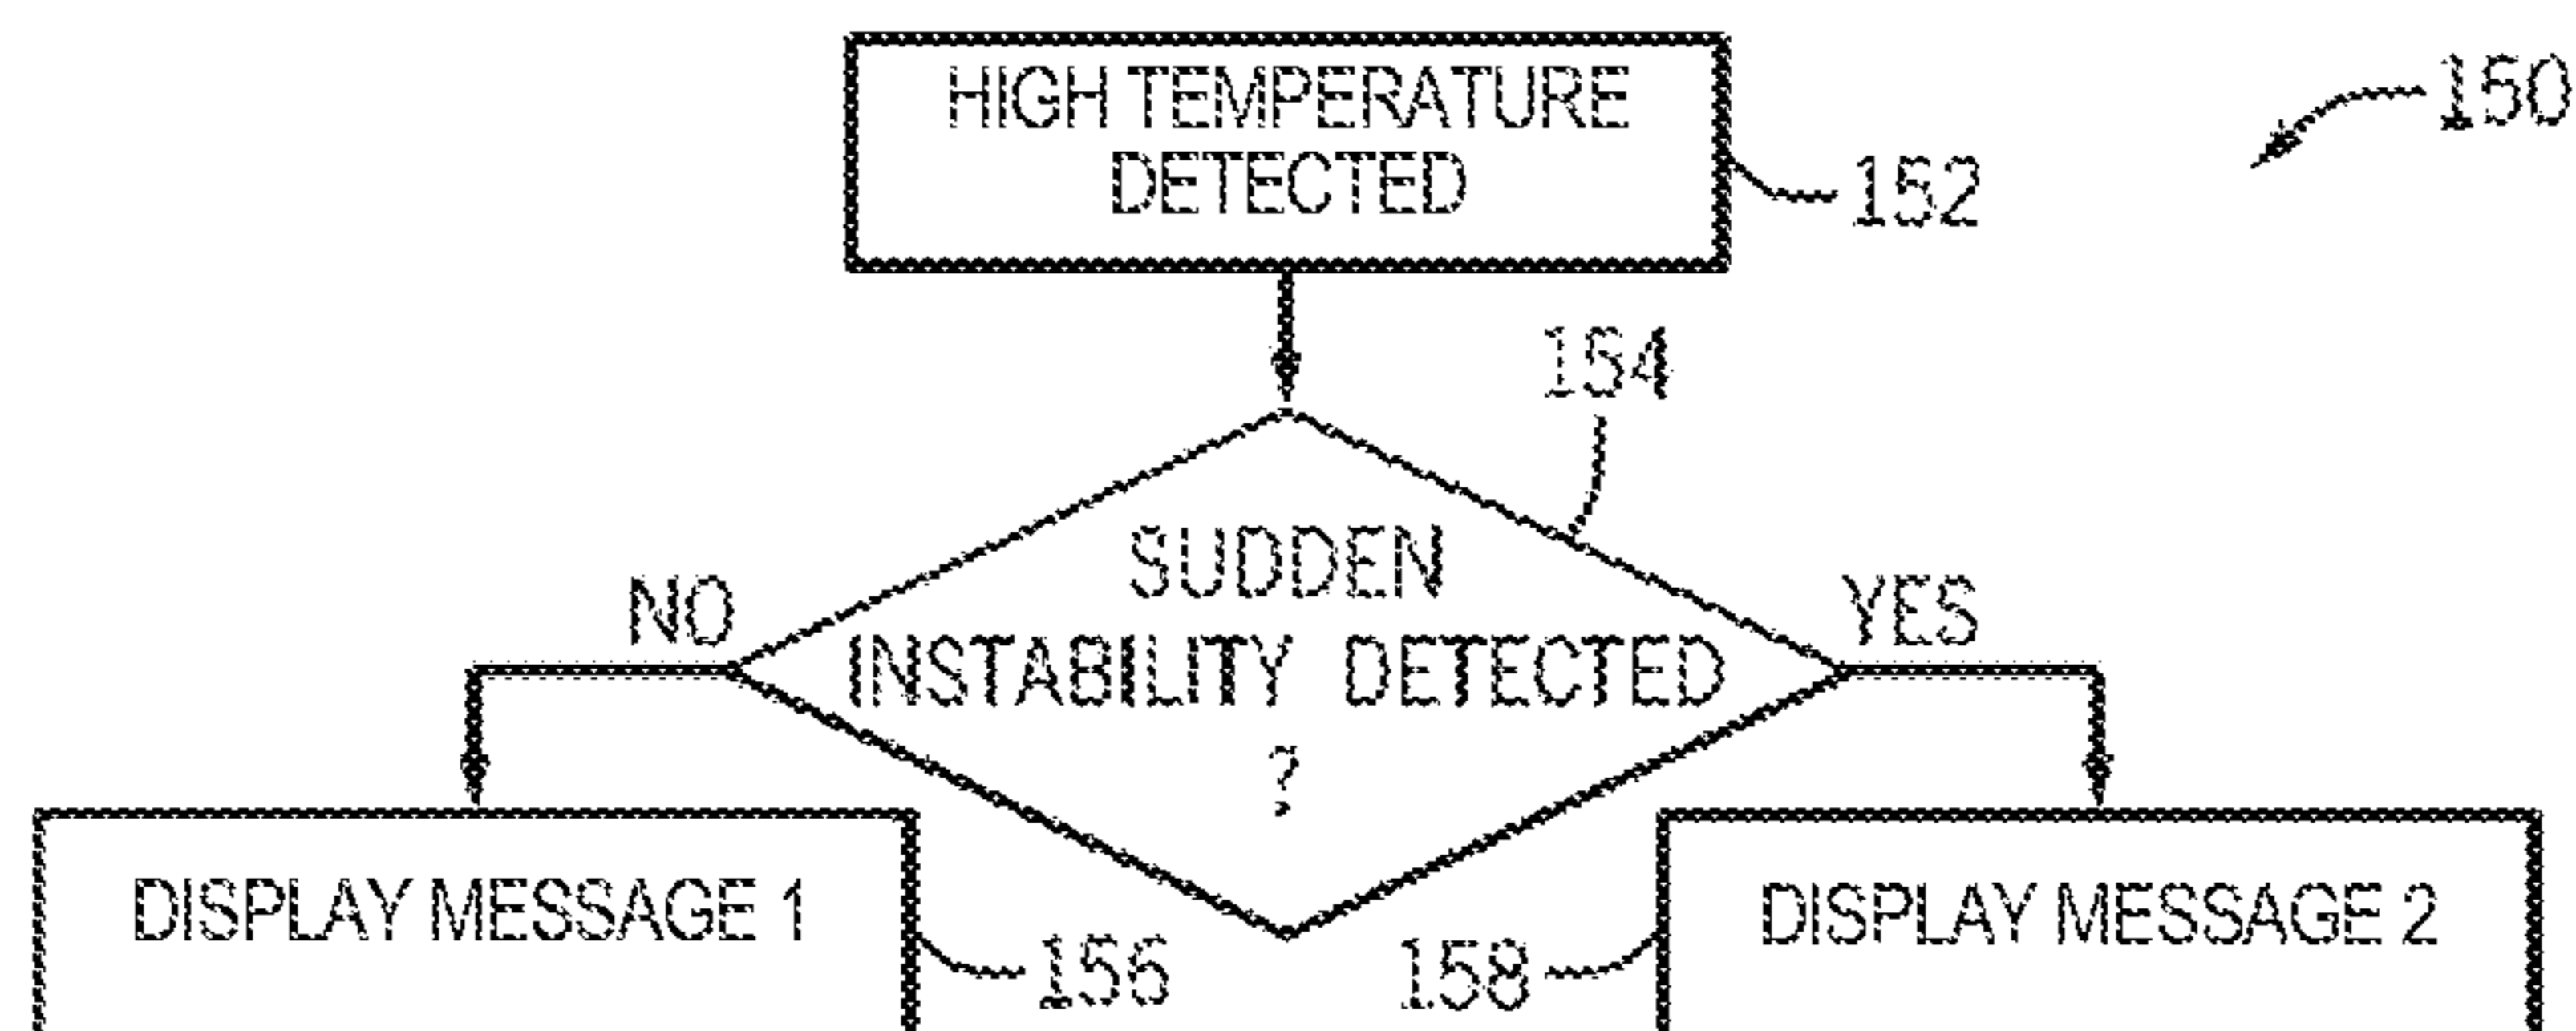 HIGH TEMPERATURE
DETECTED
150
152
154
SUDDEN
INSTABILITY DETECTED
?
NO
YES
DISPLAY MESSAGE 1
156
158
DISPLAY MESSAGE 2